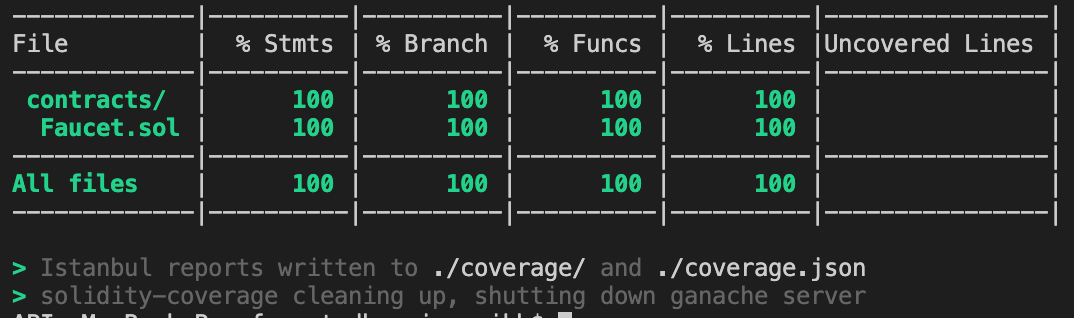 --------------|----------|----------|----------|----------|----------------|
File          |  % Stmts | % Branch |  % Funcs |  % Lines |Uncovered Lines |
--------------|----------|----------|----------|----------|----------------|
 contracts/   |      100 |      100 |      100 |      100 |                |
  Faucet.sol  |      100 |      100 |      100 |      100 |                |
--------------|----------|----------|----------|----------|----------------|
All files     |      100 |      100 |      100 |      100 |                |
--------------|----------|----------|----------|----------|----------------|
> Istanbul reports written to ./coverage/ and ./coverage.json
> solidity-coverage cleaning up, shutting down ganache server